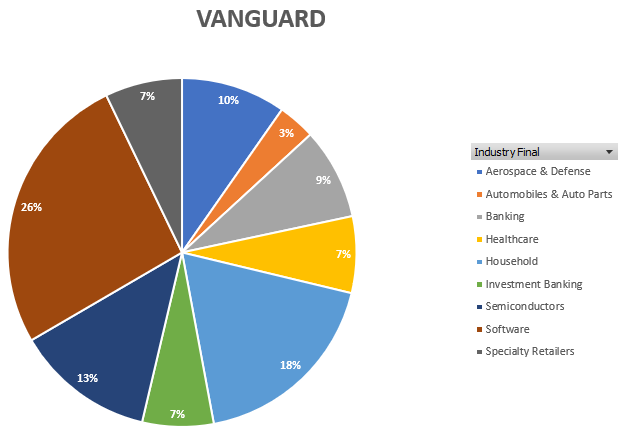 VANGUARD
7%
10%
3%
9%
26%
7%
18%
13%
7%
Industry Final
Aerospace & Defense
Automobiles & Auto Parts
Banking
Healthcare
Household
Investment Banking
Semiconductors
Software
Specialty Retailers